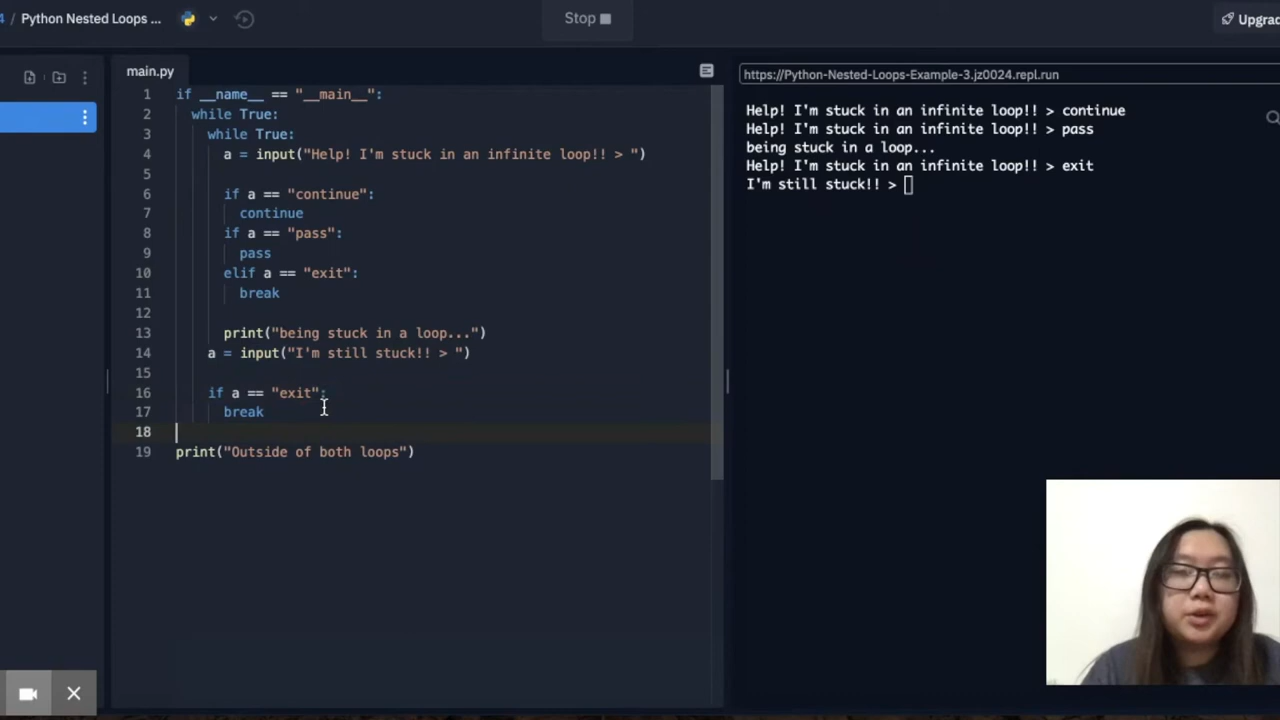 4 / Python Nested Loops ...
Stop
Upgrad
main.py
https://Python-Nested-Loops-Example-3.jz0024.repl.run
1 if __name__ == "__main__":
2 while True:
3 while True:
4 a = input("Help! I'm stuck in an infinite loop!! > ")
5
6 if a == "continue":
7 continue
8 if a == "pass":
9 pass
10 elif a == "exit":
11 break
12
13 print("being stuck in a loop...")
14 a = input("I'm still stuck!! > ")
15
16 if a == "exit":
17 break
18
19 print("Outside of both loops")
Help! I'm stuck in an infinite loop!! > continue
Help! I'm stuck in an infinite loop!! > pass
being stuck in a loop...
Help! I'm stuck in an infinite loop!! > exit
I'm still stuck!! >